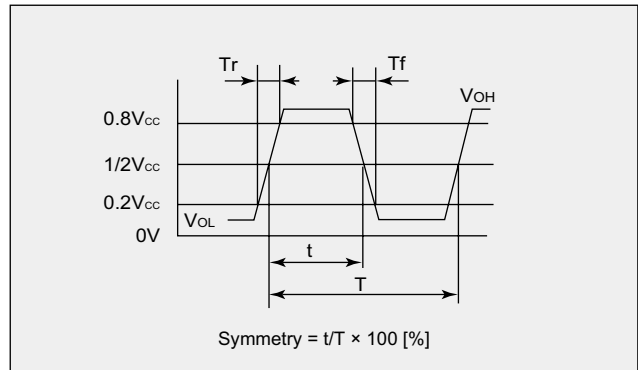 Tr
Tf
VOH
0.8Vcc
1/2Vcc
0.2Vcc
VOL
0V
t
T
Symmetry = t/T × 100 [%]